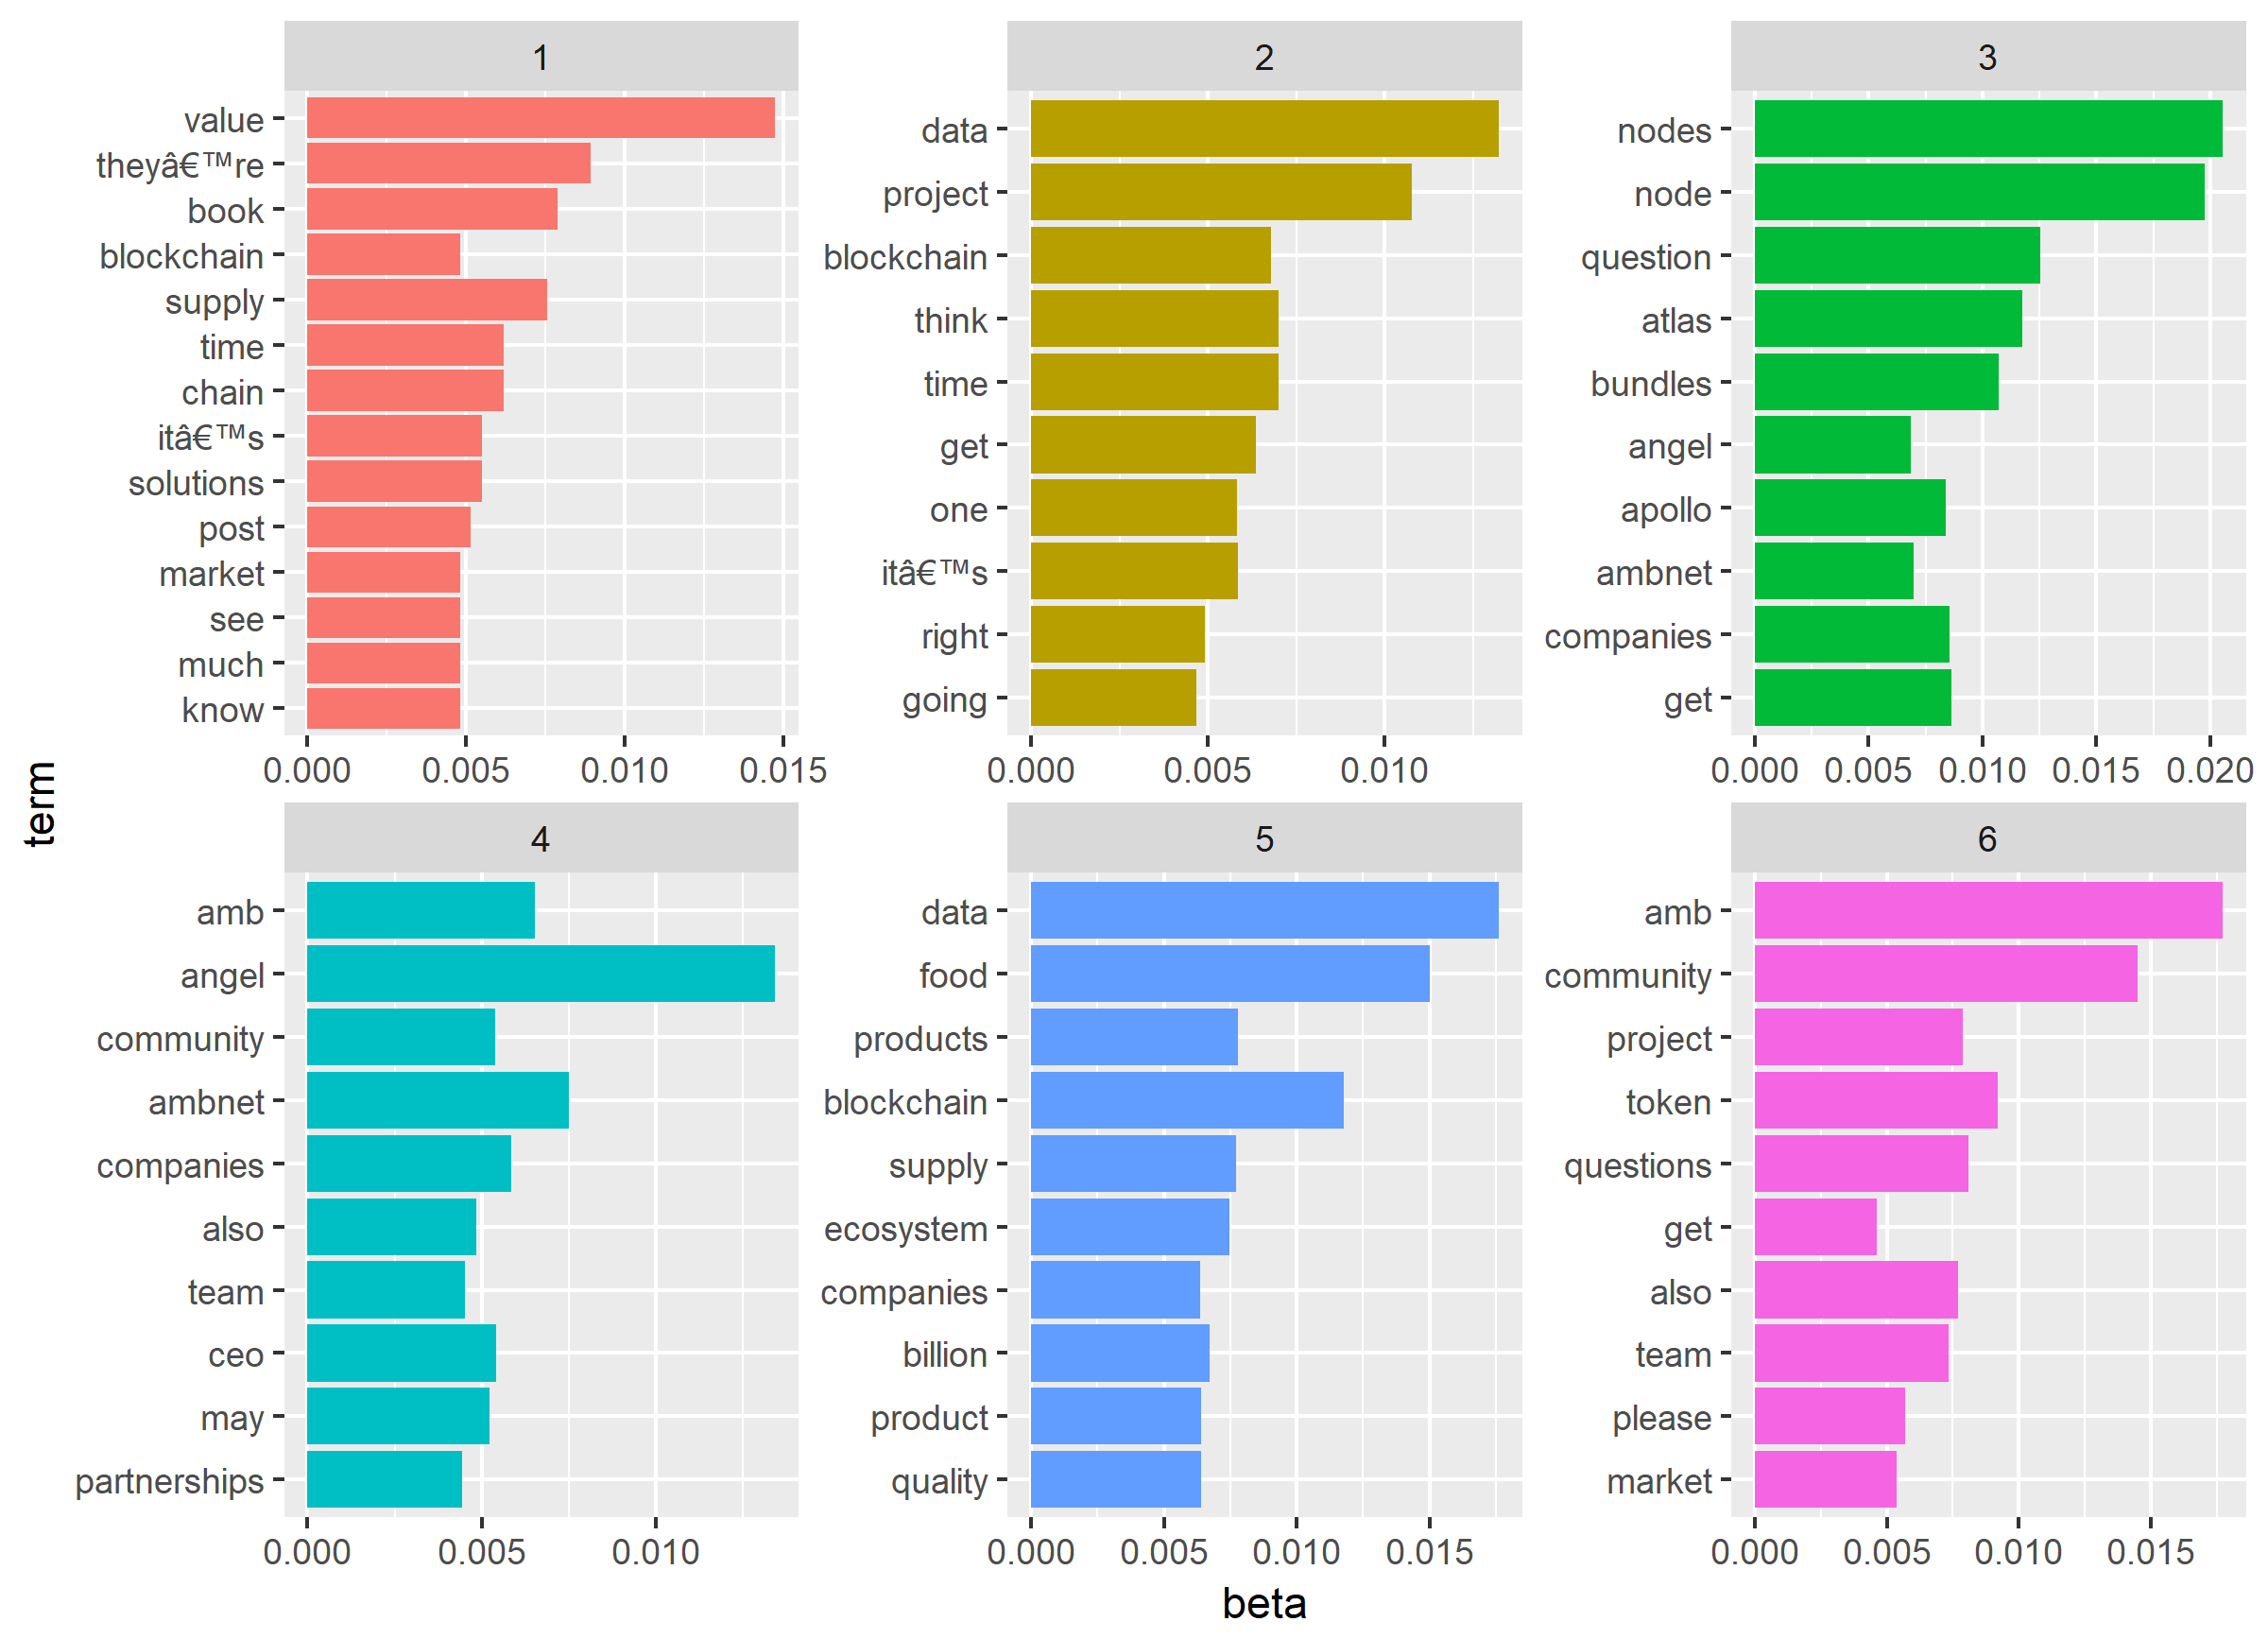 1
value
theyâ€™re
book
blockchain
supply
time
chain
itâ€™s
solutions
post
market
see
much
know
0.000 0.005 0.010 0.015
2
data
project
blockchain
think
time
get
one
itâ€™s
right
going
0.000 0.005 0.010
3
nodes
node
question
atlas
bundles
angel
apollo
ambnet
companies
get
0.000 0.005 0.010 0.015 0.020
term
4
amb
angel
community
ambnet
companies
also
team
ceo
may
partnerships
0.000 0.005 0.010
5
data
food
products
blockchain
supply
ecosystem
companies
billion
product
quality
0.000 0.005 0.010 0.015
6
amb
community
project
token
questions
get
also
team
please
market
0.000 0.005 0.010 0.015
beta